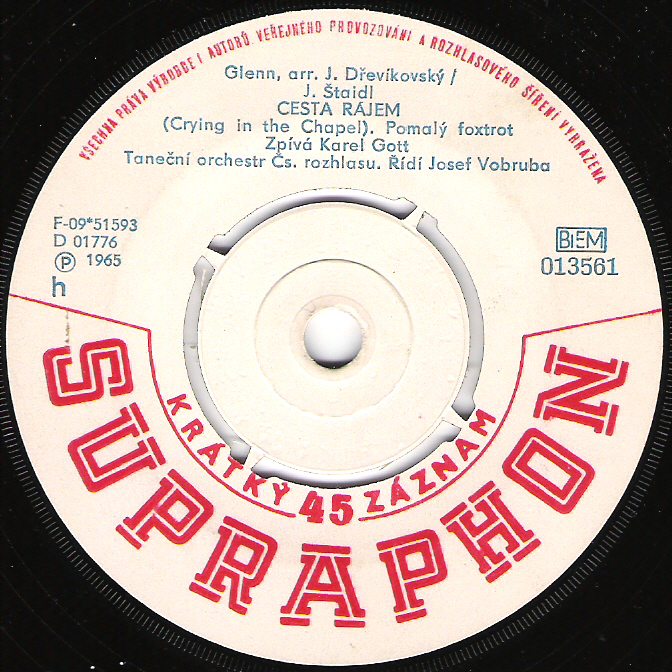 VŠECHNA PRÁVA VÝROBCE I AUTORŮ. VEŘEJNÉHO PROVOZOVÁNÍ A ROZHLASOVÉHO ŠÍŘENÍ VYHRAŽENA
Glenn, arr. J. Dřevíkovský /
J. Štaidl
CESTA RÁJEM
(Crying in the Chapel). Pomalý foxtrot
Zpívá Karel Gott
Taneční orchestr Čs. rozhlasu. Řídí Josef Vobruba
F-09*51593
D 01776
Ⓟ 1965
h
BIEM
013561
KRÁTKÝ 45 ZÁZNAM
SUPRAPHON